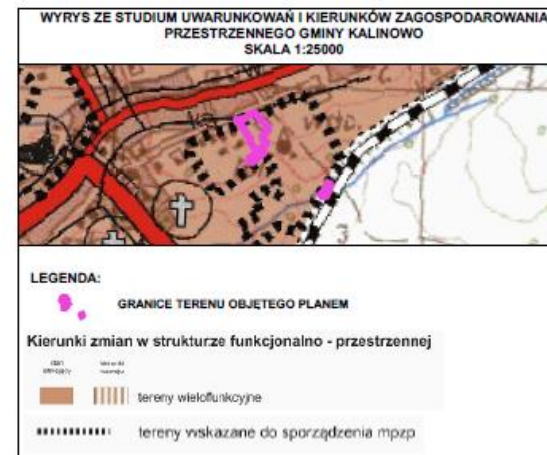 WYRYS ZE STUDIUM UWARUNKOWAŃ I KIERUNKÓW ZAGOSPODAROWANIA
PRZESTRZENNEGO GMINY KALINOWO
SKALA 1:25000
3
LEGENDA:
GRANICE TERENU OBJĘTEGO PLANEM
Kierunki zmian w strukturze funkcjonalno - przestrzennej
tereny wielofunkcyjne
tereny wskazane do sporządzenia mpzp